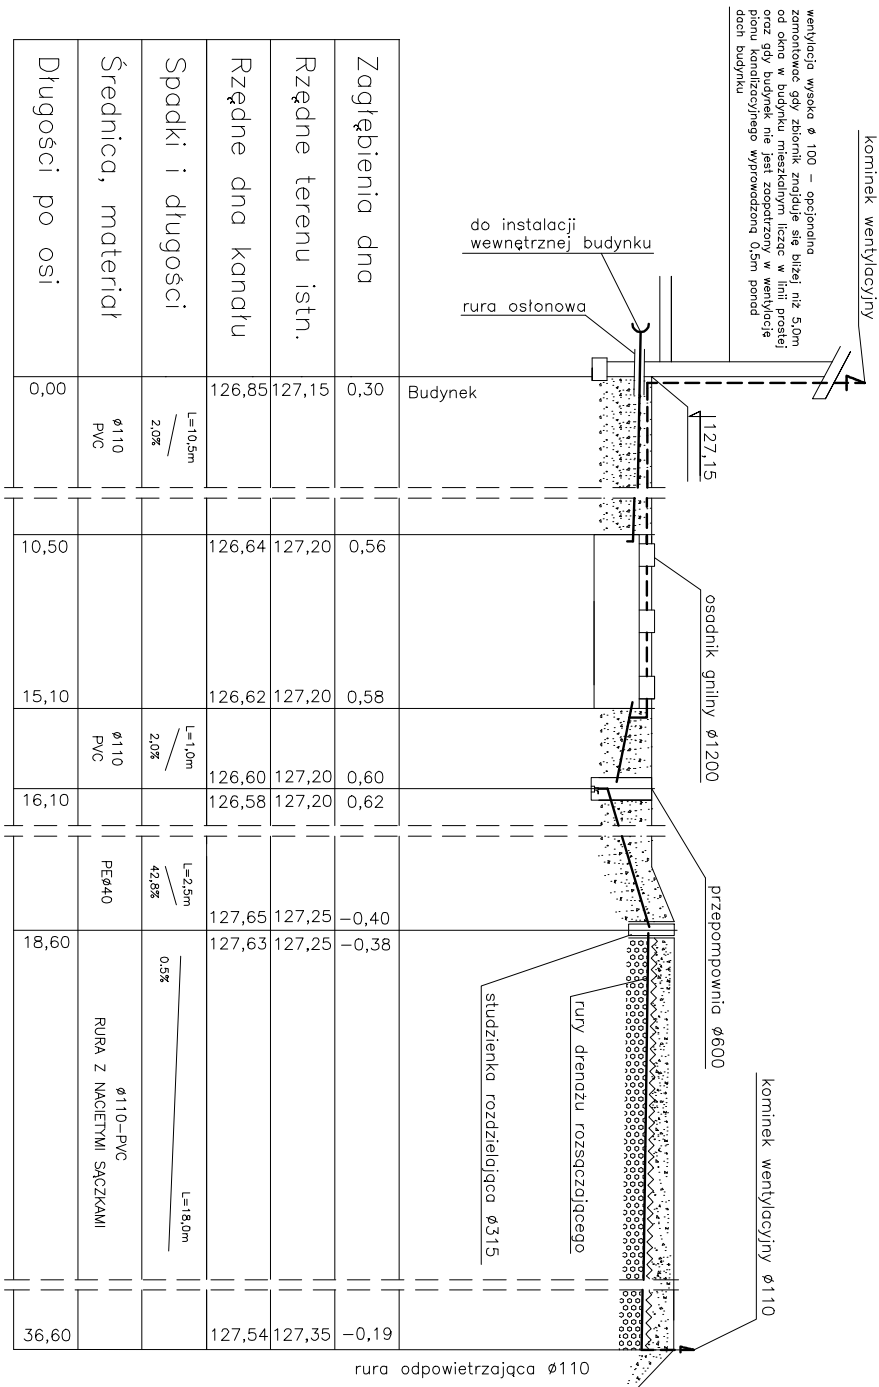 kominek wentylacyjny
wentylacja wysoka ø 100 – opcjonalna
zamontować gdy zbiornik znajduje się bliżej niż 5,0m
od okna w budynku mieszkalnym licząc w linii prostej
oraz gdy budynek nie jest zaopatrzony w wentylację
pionu kanalizacyjnego wyprowadzoną 0,5m ponad
dach budynku
do instalacji
wewnętrznej budynku
rura osłonowa
127,15
osadnik gnilny ø1200
przepompownia ø600
kominek wentylacyjny ø110
rury drenażu rozsączającego
studzienka rozdzielająca ø315
rura odpowietrzająca ø110
Budynek
Zagłębienia dna
0,30
0,56
0,58
0,60
0,62
−0,40
−0,38
−0,19
Rzędne terenu istn.
127,15
127,20
127,20
127,20
127,20
127,25
127,25
127,35
Rzędne dna kanału
126,85
126,64
126,62
126,60
126,58
127,65
127,63
127,54
Spadki i długości
L=10,5m
2,0%
L=1,0m
2,0%
L=2,5m
42,8%
0.5%
L=18,0m
Średnica, materiał
ø110
PVC
ø110
PVC
PEø40
ø110–PVC
RURA Z NACIETYMI SĄCZKAMI
Długości po osi
0,00
10,50
15,10
16,10
18,60
36,60